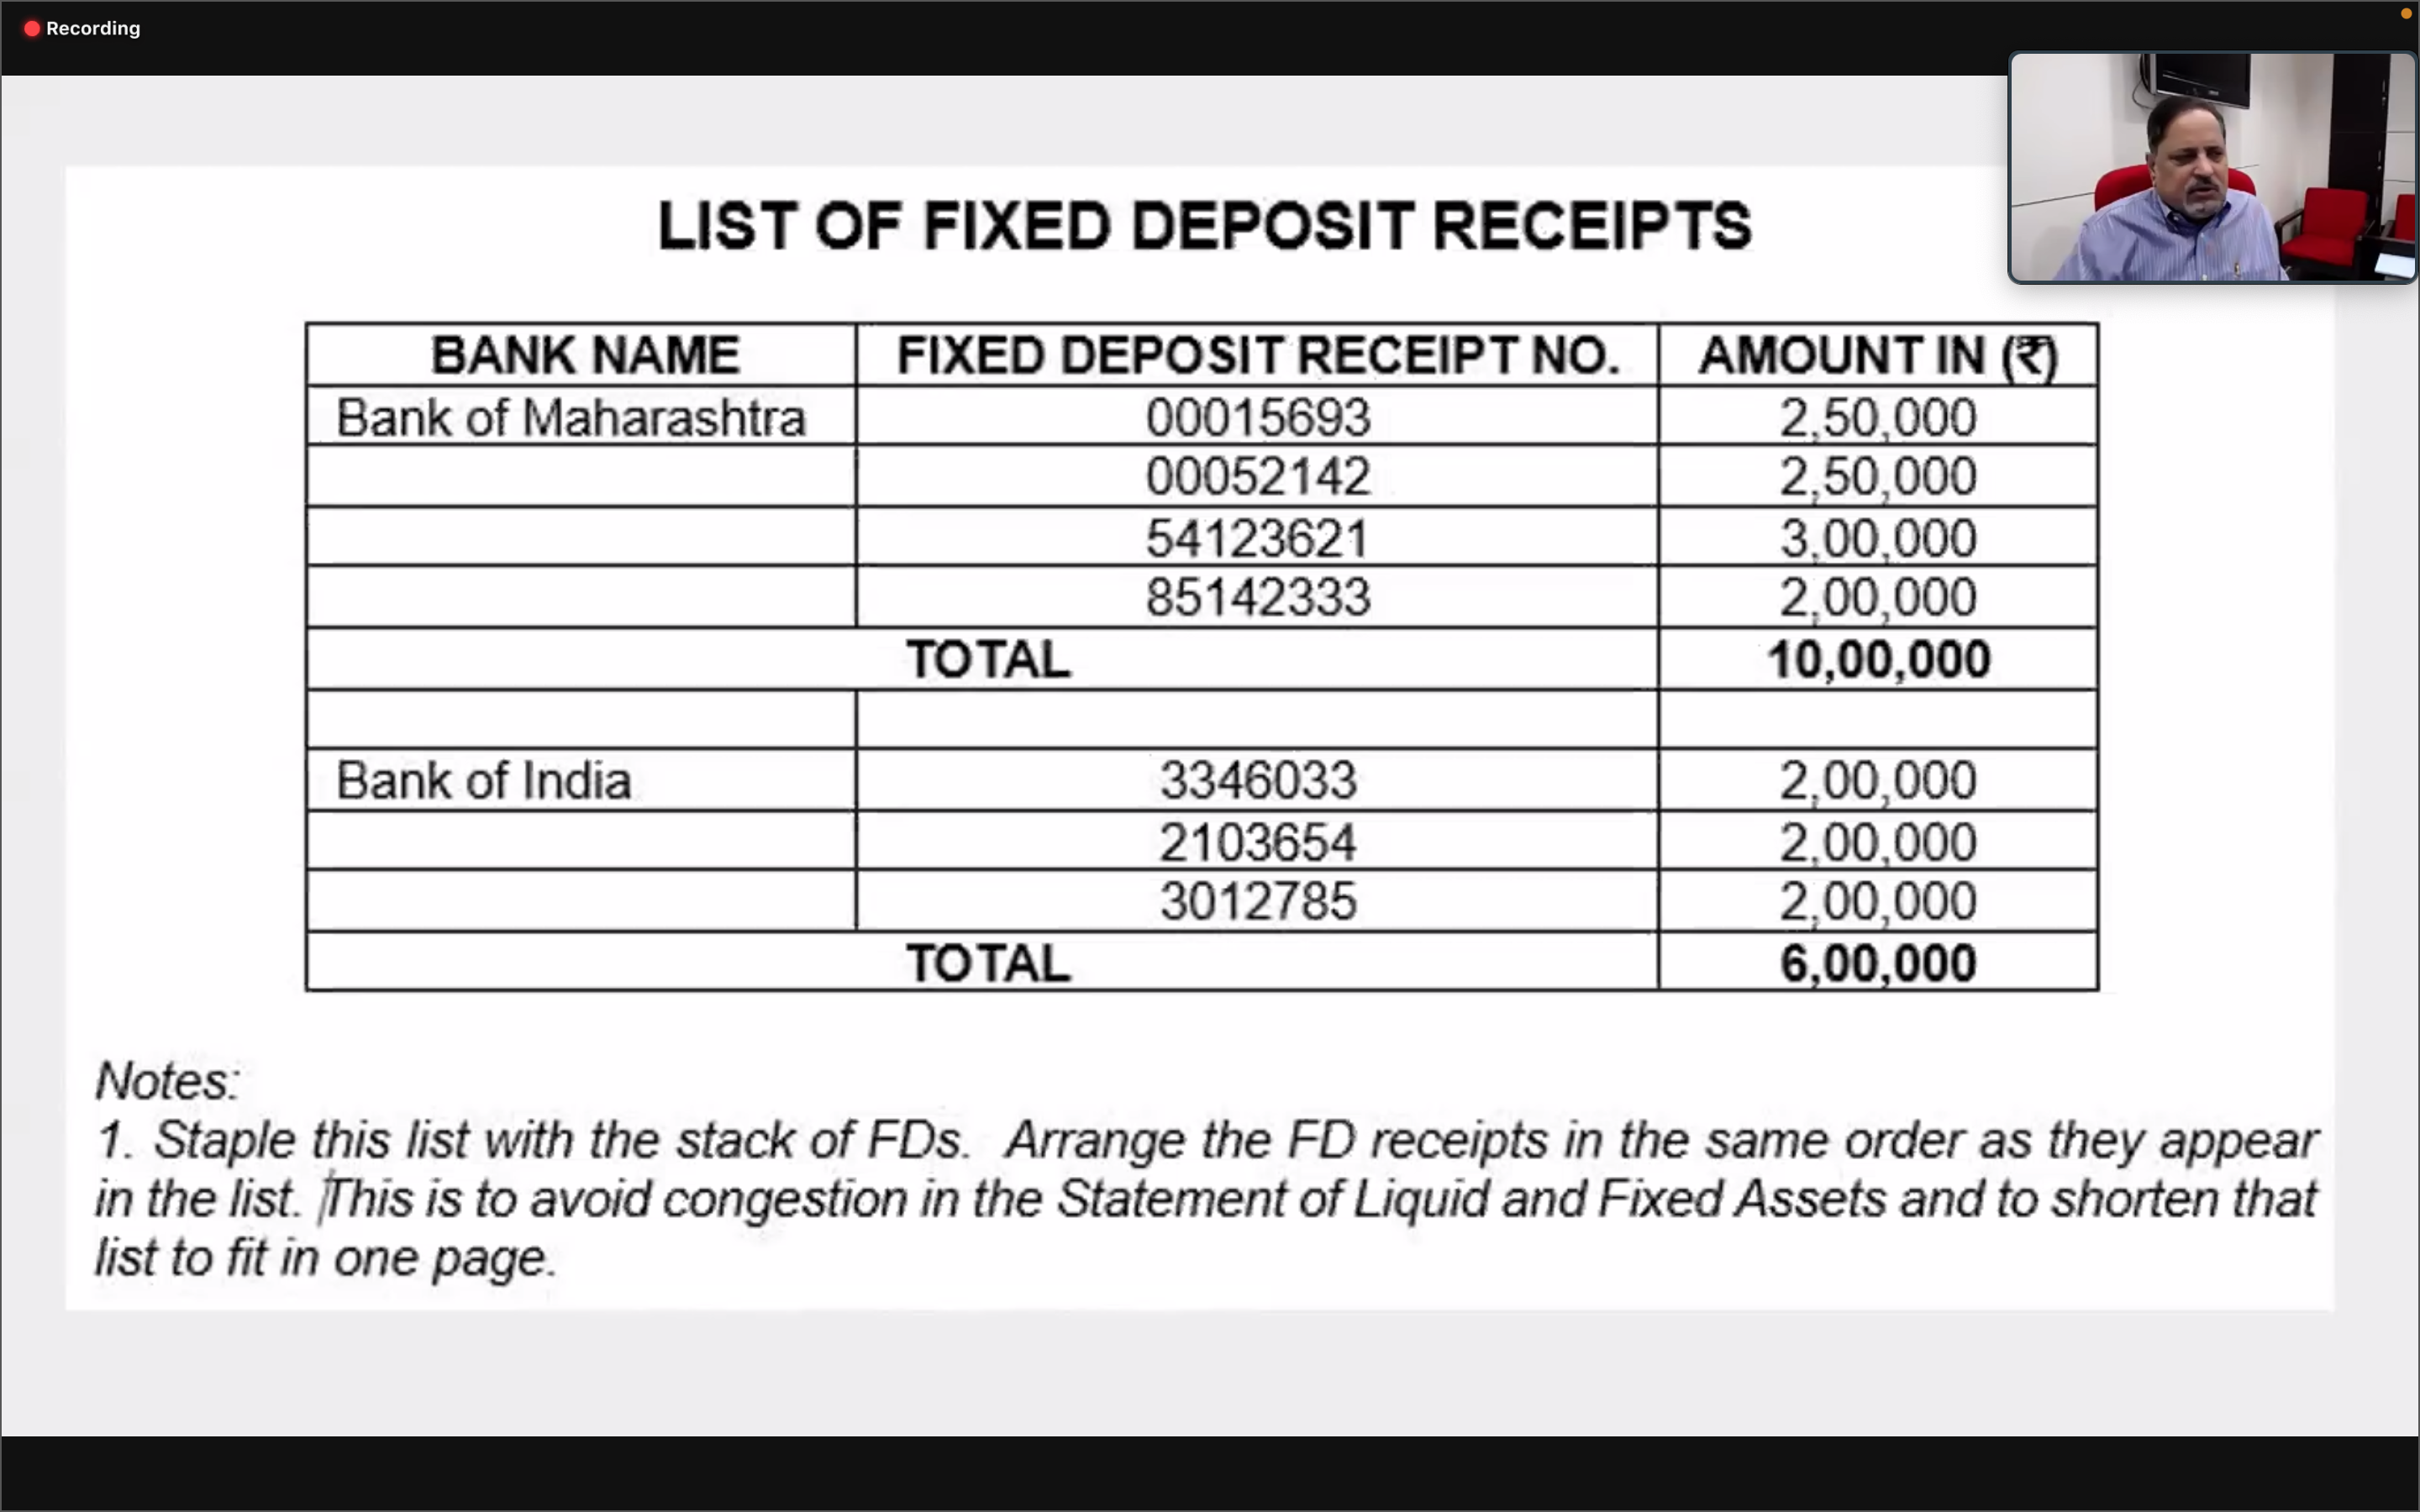 Recording
LIST OF FIXED DEPOSIT RECEIPTS
BANK NAME FIXED DEPOSIT RECEIPT NO. AMOUNT IN (₹)
Bank of Maharashtra 00015693 2,50,000
00052142 2,50,000
54123621 3,00,000
85142333 2,00,000
TOTAL 10,00,000
Bank of India 3346033 2,00,000
2103654 2,00,000
3012785 2,00,000
TOTAL 6,00,000
Notes:
1. Staple this list with the stack of FDs. Arrange the FD receipts in the same order as they appear
in the list. This is to avoid congestion in the Statement of Liquid and Fixed Assets and to shorten that
list to fit in one page.